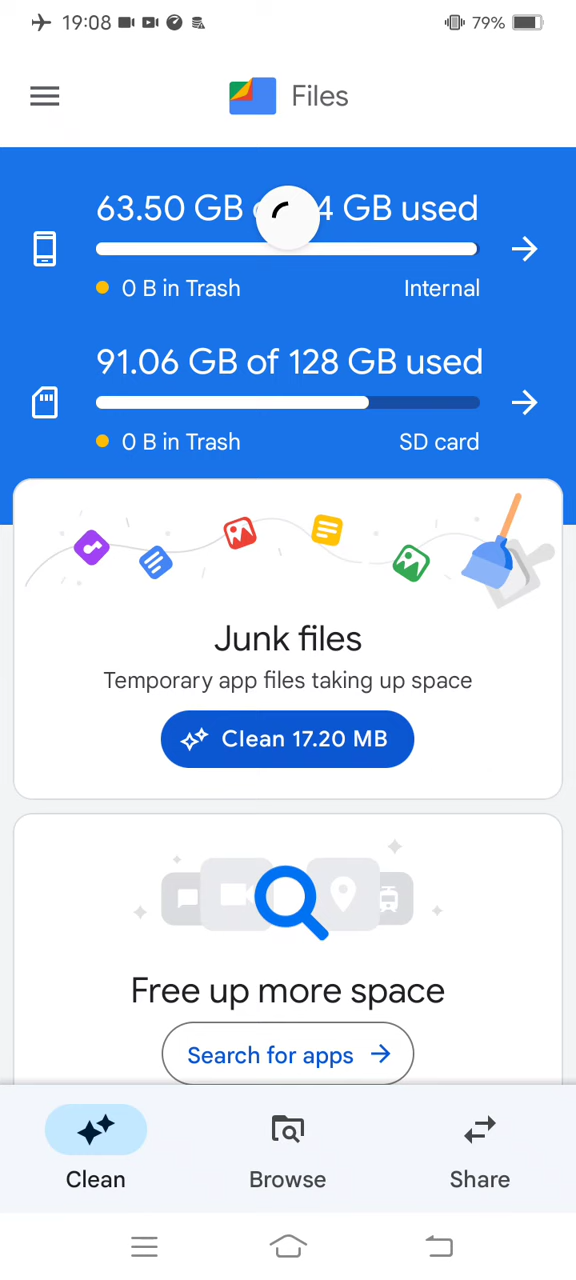 19:08
79%
Files
63.50 GB 4 GB used
0 B in Trash
Internal
91.06 GB of 128 GB used
0 B in Trash
SD card
Junk files
Temporary app files taking up space
Clean 17.20 MB
Free up more space
Search for apps
Clean
Browse
Share